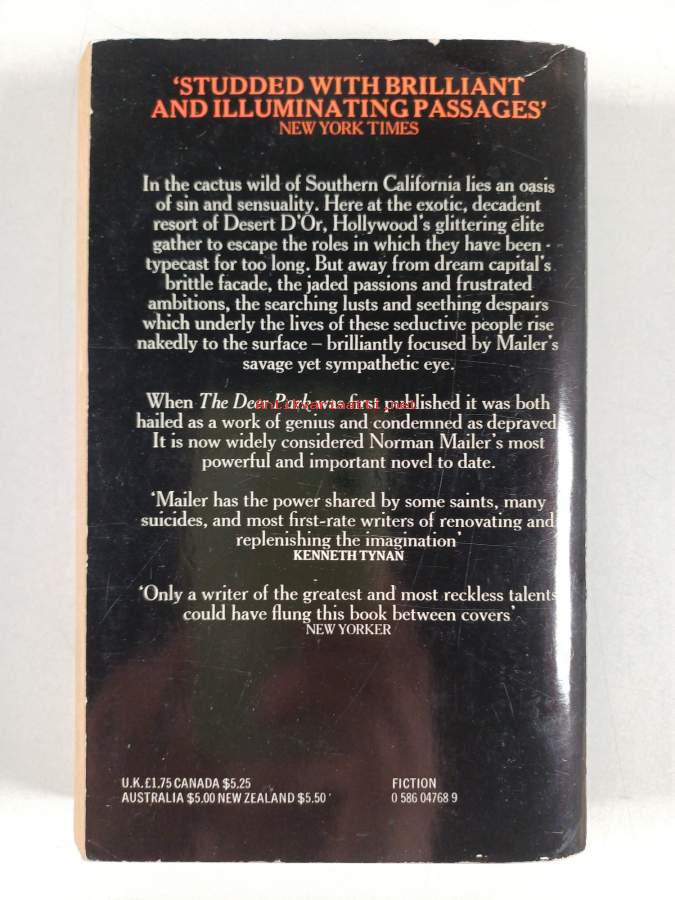 ‘STUDDED WITH BRILLIANT
AND ILLUMINATING PASSAGES’
NEW YORK TIMES
In the cactus wild of Southern California lies an oasis
of sin and sensuality. Here at the exotic, decadent
resort of Desert D’Or, Hollywood’s glittering elite
gather to escape the roles in which they have been
typecast for too long. But away from dream capital’s
brittle facade, the jaded passions and frustrated
ambitions, the searching lusts and seething despairs
which underly the lives of these seductive people rise
nakedly to the surface – brilliantly focused by Mailer’s
savage yet sympathetic eye.
When The Deer Park was first published it was both
hailed as a work of genius and condemned as depraved.
It is now widely considered Norman Mailer’s most
powerful and important novel to date.
‘Mailer has the power shared by some saints, many
suicides, and most first-rate writers of renovating and
replenishing the imagination’
KENNETH TYNAN
‘Only a writer of the greatest and most reckless talents
could have flung this book between covers’
NEW YORKER
U.K. £1.75 CANADA $5.25
AUSTRALIA $5.00 NEW ZEALAND $5.50
FICTION
0 586 04768 9